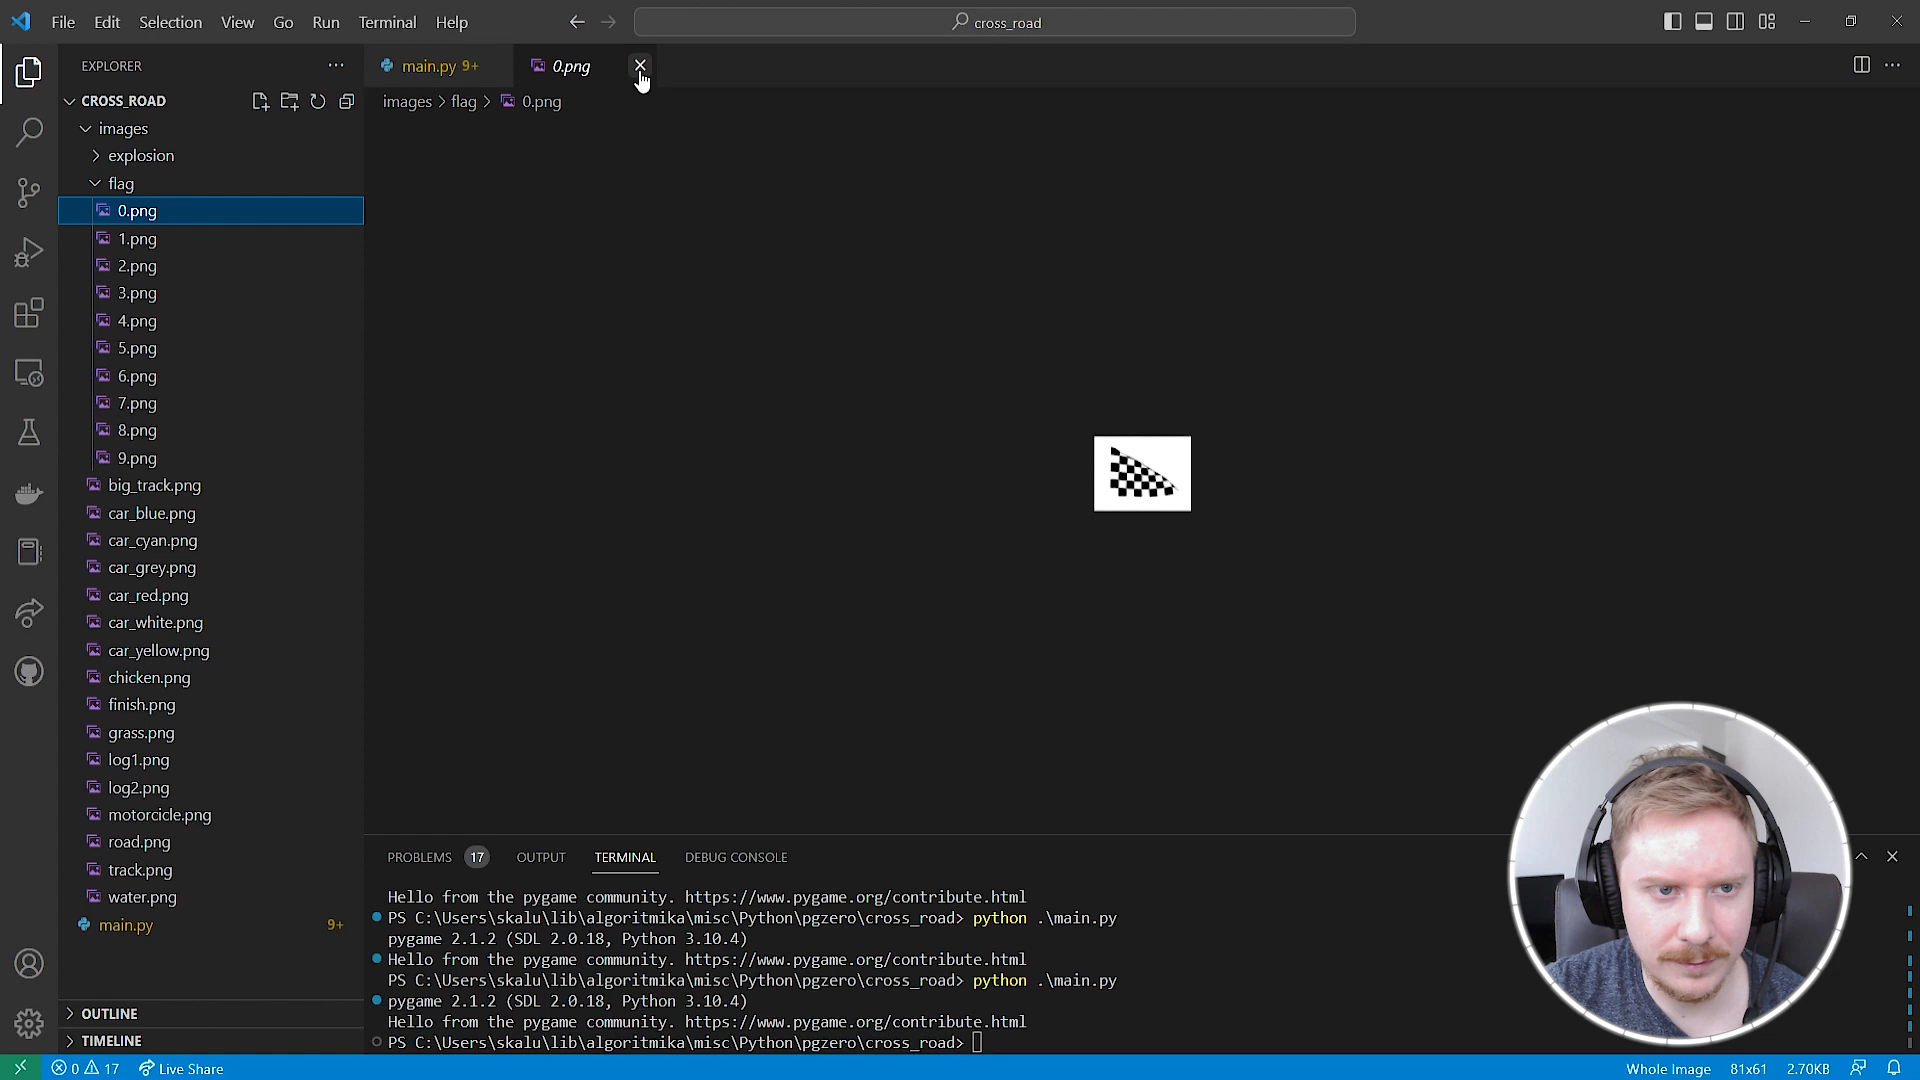 File Edit Selection View Go Run Terminal Help
cross_road
EXPLORER
main.py 9+
0.png
CROSS_ROAD
images > flag > 0.png
images
explosion
flag
0.png
1.png
2.png
3.png
4.png
5.png
6.png
7.png
8.png
9.png
big_track.png
car_blue.png
car_cyan.png
car_grey.png
car_red.png
car_white.png
car_yellow.png
chicken.png
finish.png
grass.png
log1.png
log2.png
motorcicle.png
road.png
track.png
water.png
main.py 9+
OUTLINE
TIMELINE
PROBLEMS 17 OUTPUT TERMINAL DEBUG CONSOLE
Hello from the pygame community. https://www.pygame.org/contribute.html
PS C:\Users\skalu\lib\algoritmika\misc\Python\pgzero\cross_road> python .\main.py
pygame 2.1.2 (SDL 2.0.18, Python 3.10.4)
Hello from the pygame community. https://www.pygame.org/contribute.html
PS C:\Users\skalu\lib\algoritmika\misc\Python\pgzero\cross_road> python .\main.py
pygame 2.1.2 (SDL 2.0.18, Python 3.10.4)
Hello from the pygame community. https://www.pygame.org/contribute.html
PS C:\Users\skalu\lib\algoritmika\misc\Python\pgzero\cross_road>
0 17 Live Share
Whole Image 81x61 2.70KB